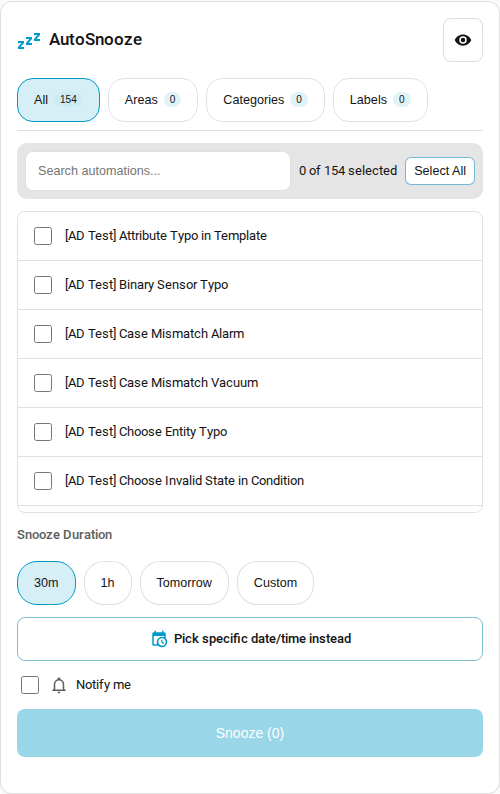 zzz AutoSnooze
All 154 Areas 0 Categories 0 Labels 0
Search automations... 0 of 154 selected Select All
[AD Test] Attribute Typo in Template
[AD Test] Binary Sensor Typo
[AD Test] Case Mismatch Alarm
[AD Test] Case Mismatch Vacuum
[AD Test] Choose Entity Typo
[AD Test] Choose Invalid State in Condition
Snooze Duration
30m 1h Tomorrow Custom
Pick specific date/time instead
Notify me
Snooze (0)